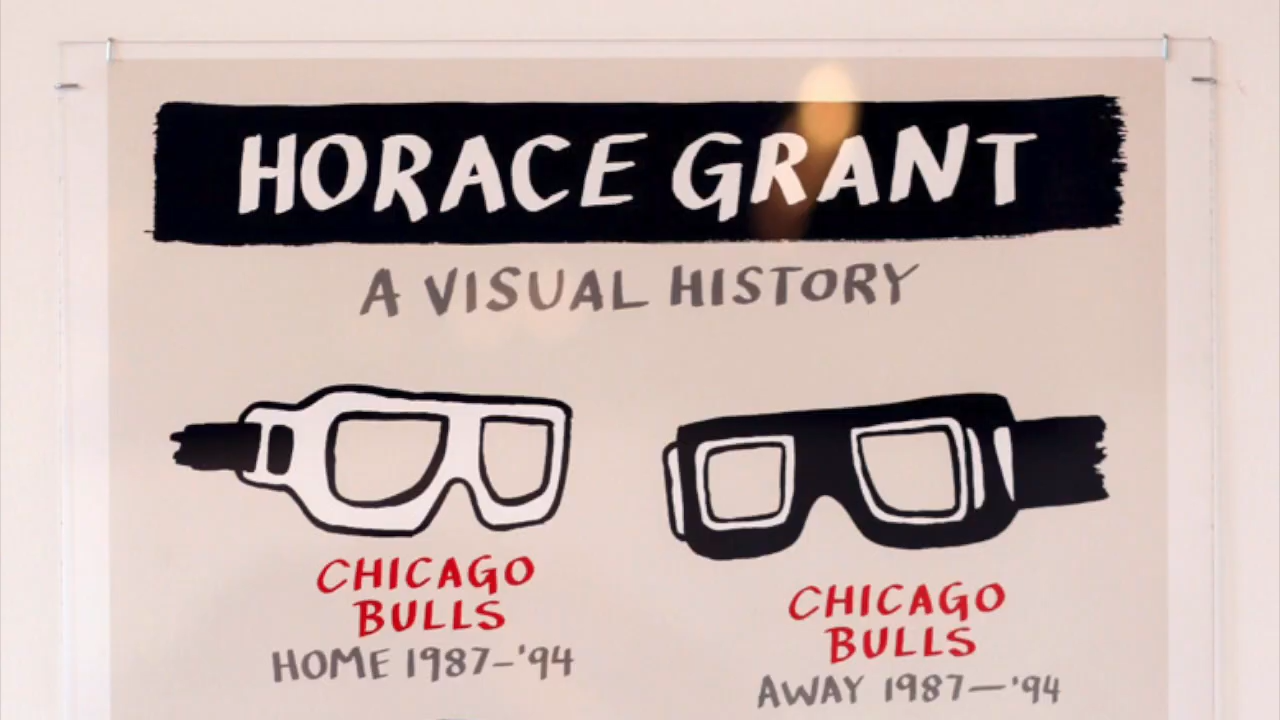 HORACE GRANT
A VISUAL HISTORY
CHICAGO
BULLS
HOME 1987-'94
CHICAGO
BULLS
AWAY 1987—'94